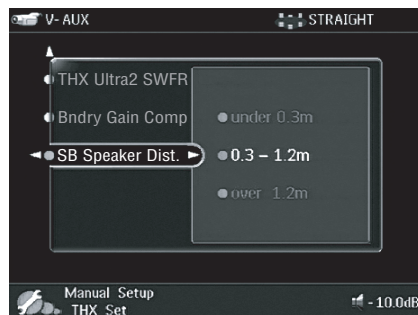 V-AUX
STRAIGHT
THX Ultra2 SWFR
Bndry Gain Comp
SB Speaker Dist.
under 0.3m
0.3 – 1.2m
over 1.2m
Manual Setup
THX Set
-10.0dB